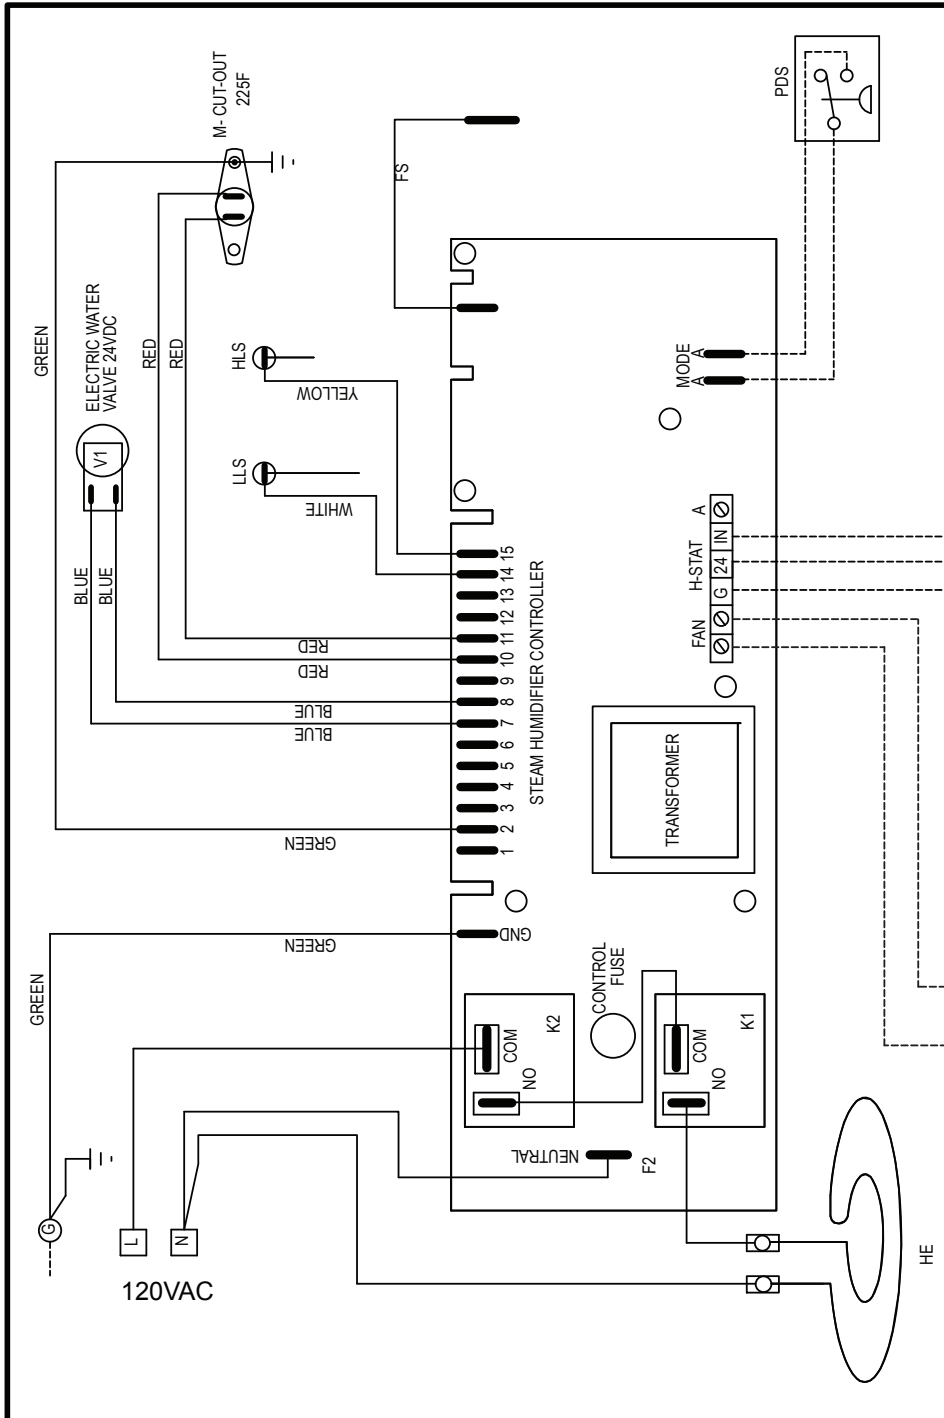 PDS
M- CUT-OUT
225F
FS
GREEN
ELECTRIC WATER
VALVE 24VDC
V1
RED
RED
HLS
YELLOW
LLS
WHITE
BLUE
BLUE
RED
RED
BLUE
BLUE
GREEN
MODE
A
A
15
14
13
12
11
10
9
8
7
6
5
4
3
2
1
STEAM HUMIDIFIER CONTROLLER
H-STAT
A
IN
24
G
FAN
TRANSFORMER
GND
GREEN
GREEN
CONTROL
FUSE
K2
COM
NO
K1
COM
NO
NEUTRAL
F2
G
L
N
120VAC
HE